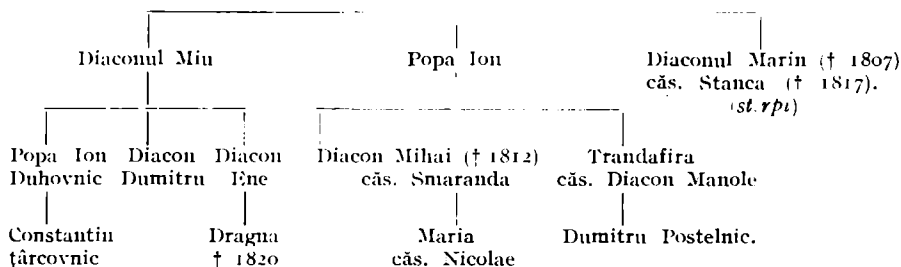 Diaconul Miu Popa Ion Diaconul Marin († 1807)
căs. Stanca († 1817).
(st. rpi)
Popa Ion Diacon Diacon Diacon Mihai († 1812) Trandafira
Duhovnic Dumitru Ene căs. Smaranda căs. Diacon Manole
Constantin Dragna Maria Dumitru Postelnic.
țârcovnic † 1820 căs. Nicolae